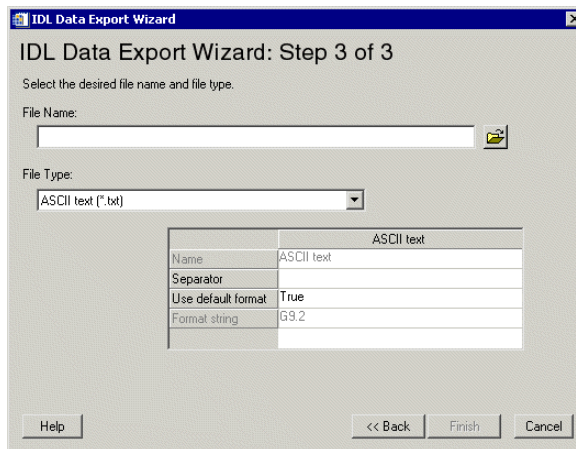 IDL Data Export Wizard
IDL Data Export Wizard: Step 3 of 3
Select the desired file name and file type.
File Name:
File Type:
ASCII text (*.txt)
ASCII text
Name ASCII text
Separator
Use default format True
Format string G9.2
Help << Back Finish Cancel